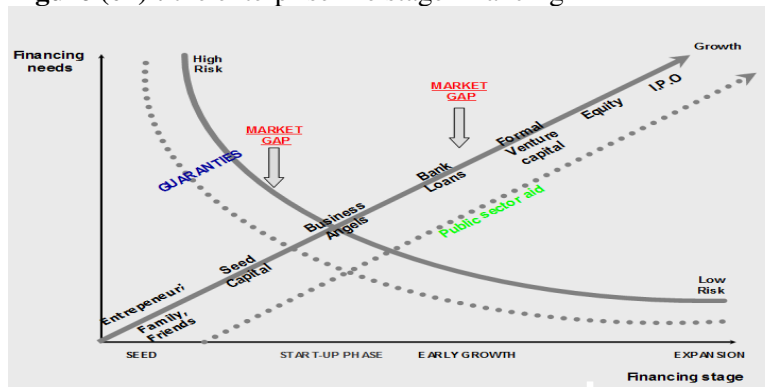 Financing
needs
High
Risk
Growth
MARKET
GAP
MARKET
GAP
I.P.O
Equity
Formal
Venture
capital
Bank
Loans
GUARANTIES
Public sector aid
Business
Angels
Seed
Capital
Low
Risk
Entrepeneur,
Family,
Friends
SEED
START-UP PHASE
EARLY GROWTH
EXPANSION
Financing stage